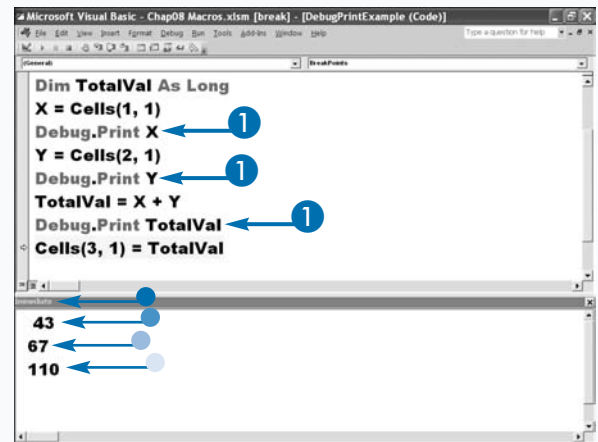 Microsoft Visual Basic - Chap08 Macros.xlsm [break] - [DebugPrintExample (Code)]
File Edit View Insert Format Debug Run Tools Add-Ins Window Help
Type a question for help
(General)
BreakPoints
Dim TotalVal As Long
X = Cells(1, 1)
Debug.Print X
1
Y = Cells(2, 1)
Debug.Print Y
1
TotalVal = X + Y
Debug.Print TotalVal
1
Cells(3, 1) = TotalVal
Immediate
43
67
110